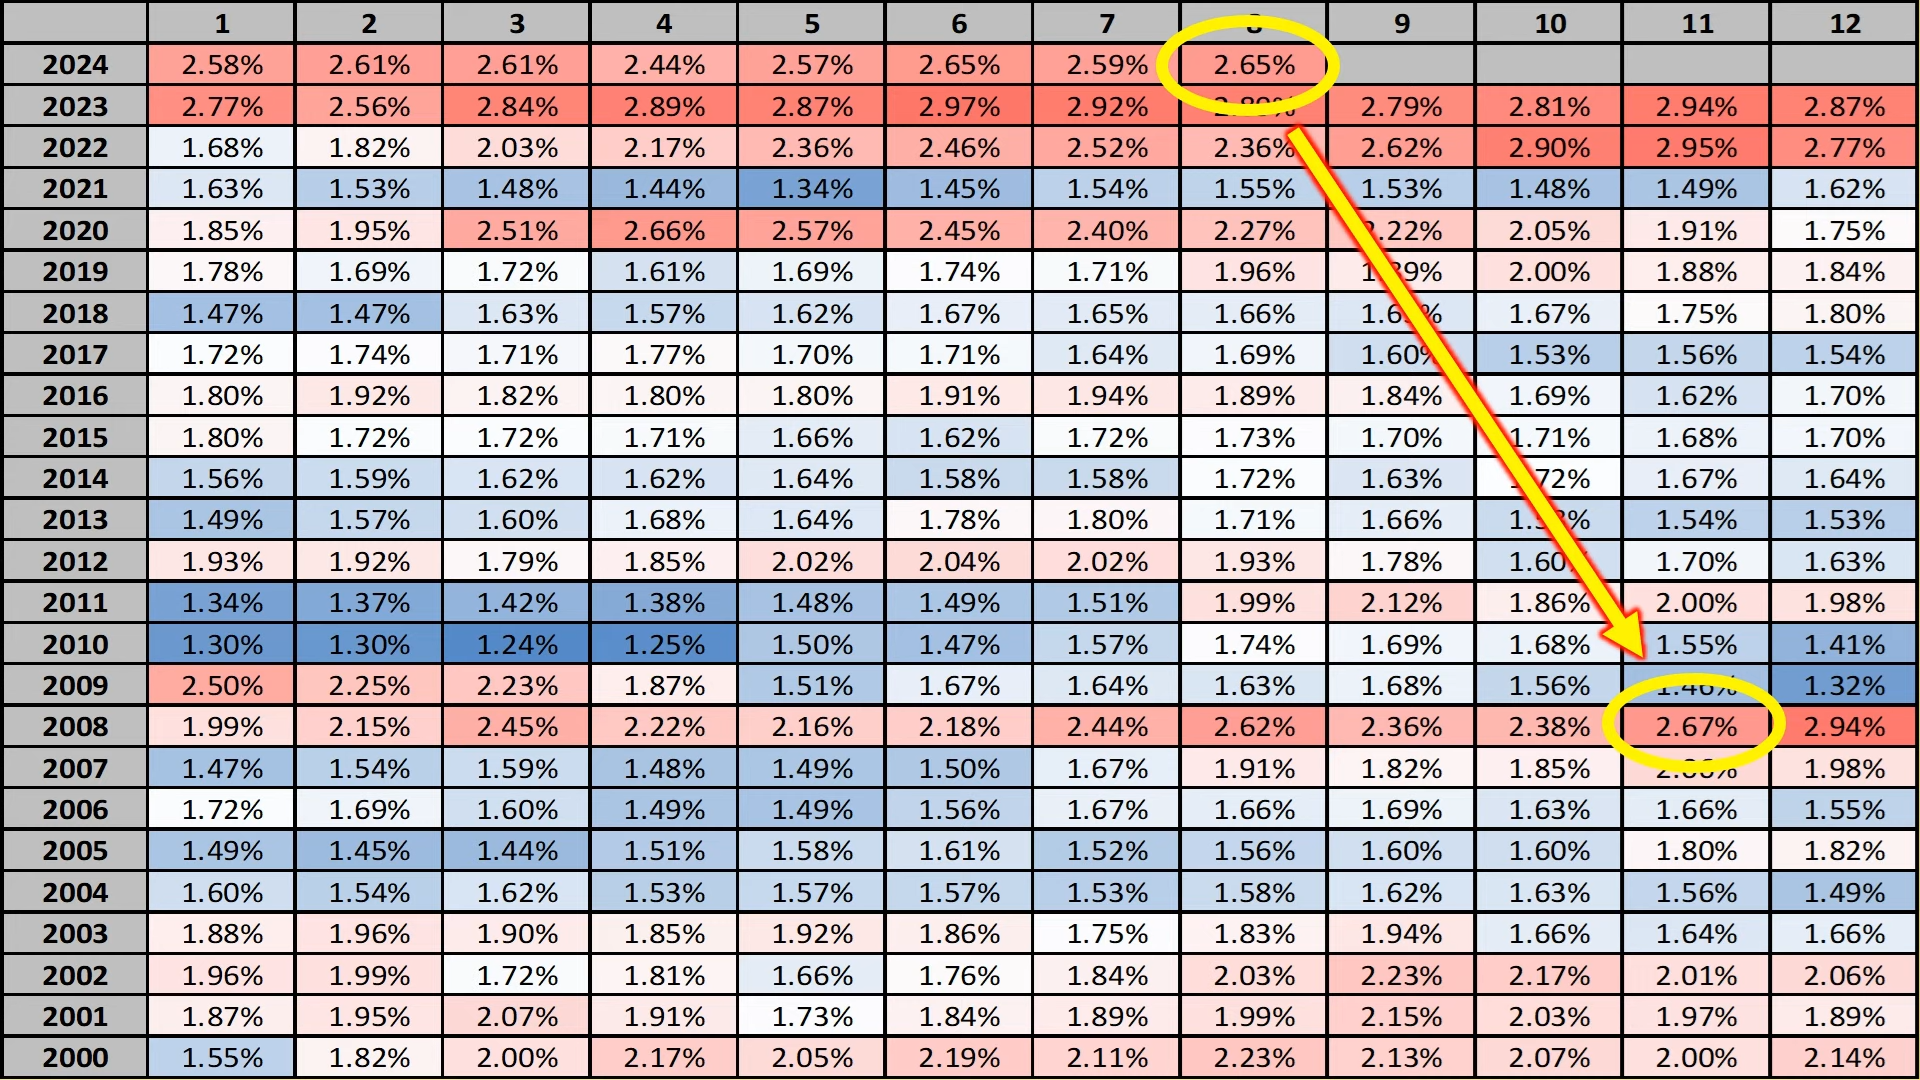 1 2 3 4 5 6 7 8 9 10 11 12
2024 2.58% 2.61% 2.61% 2.44% 2.57% 2.65% 2.59% 2.65%
2023 2.77% 2.56% 2.84% 2.89% 2.87% 2.97% 2.92% 2.79% 2.81% 2.94% 2.87%
2022 1.68% 1.82% 2.03% 2.17% 2.36% 2.46% 2.52% 2.36% 2.62% 2.90% 2.95% 2.77%
2021 1.63% 1.53% 1.48% 1.44% 1.34% 1.45% 1.54% 1.55% 1.53% 1.48% 1.49% 1.62%
2020 1.85% 1.95% 2.51% 2.66% 2.57% 2.45% 2.40% 2.27% 2.05% 1.91% 1.75%
2019 1.78% 1.69% 1.72% 1.61% 1.69% 1.74% 1.71% 1.96% 2.00% 1.88% 1.84%
2018 1.47% 1.47% 1.63% 1.57% 1.62% 1.67% 1.65% 1.66% 1.67% 1.75% 1.80%
2017 1.72% 1.74% 1.71% 1.77% 1.70% 1.71% 1.64% 1.69% 1.60% 1.53% 1.56% 1.54%
2016 1.80% 1.92% 1.82% 1.80% 1.80% 1.91% 1.94% 1.89% 1.84% 1.69% 1.62% 1.70%
2015 1.80% 1.72% 1.72% 1.71% 1.66% 1.62% 1.72% 1.73% 1.70% 1.71% 1.68% 1.70%
2014 1.56% 1.59% 1.62% 1.62% 1.64% 1.58% 1.58% 1.72% 1.63% 1.72% 1.67% 1.64%
2013 1.49% 1.57% 1.60% 1.68% 1.64% 1.78% 1.80% 1.71% 1.66% 1.54% 1.53%
2012 1.93% 1.92% 1.79% 1.85% 2.02% 2.04% 2.02% 1.93% 1.78% 1.60% 1.70% 1.63%
2011 1.34% 1.37% 1.42% 1.38% 1.48% 1.49% 1.51% 1.99% 2.12% 1.86% 2.00% 1.98%
2010 1.30% 1.30% 1.24% 1.25% 1.50% 1.47% 1.57% 1.74% 1.69% 1.68% 1.55% 1.41%
2009 2.50% 2.25% 2.23% 1.87% 1.51% 1.67% 1.64% 1.63% 1.68% 1.56% 1.46% 1.32%
2008 1.99% 2.15% 2.45% 2.22% 2.16% 2.18% 2.44% 2.62% 2.36% 2.38% 2.67% 2.94%
2007 1.47% 1.54% 1.59% 1.48% 1.49% 1.50% 1.67% 1.91% 1.82% 1.85% 1.98%
2006 1.72% 1.69% 1.60% 1.49% 1.49% 1.56% 1.67% 1.66% 1.69% 1.63% 1.66% 1.55%
2005 1.49% 1.45% 1.44% 1.51% 1.58% 1.61% 1.52% 1.56% 1.60% 1.60% 1.80% 1.82%
2004 1.60% 1.54% 1.62% 1.53% 1.57% 1.57% 1.53% 1.58% 1.62% 1.63% 1.56% 1.49%
2003 1.88% 1.96% 1.90% 1.85% 1.92% 1.86% 1.75% 1.83% 1.94% 1.66% 1.64% 1.66%
2002 1.96% 1.99% 1.72% 1.81% 1.66% 1.76% 1.84% 2.03% 2.23% 2.17% 2.01% 2.06%
2001 1.87% 1.95% 2.07% 1.91% 1.73% 1.84% 1.89% 1.99% 2.15% 2.03% 1.97% 1.89%
2000 1.55% 1.82% 2.00% 2.17% 2.05% 2.19% 2.11% 2.23% 2.13% 2.07% 2.00% 2.14%